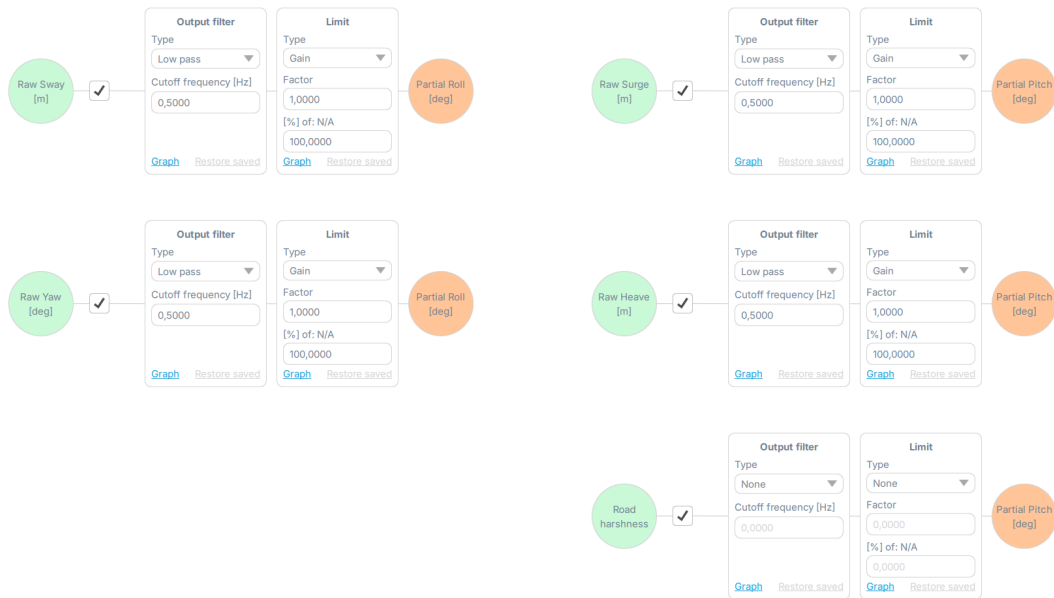 Output filter
Limit
Type
Low pass
Cutoff frequency [Hz]
0,5000
Type
Gain
Factor
1,0000
[%] of: N/A
100,0000
Graph
Restore saved
Graph
Restore saved
Raw Sway
[m]
Partial Roll
[deg]
Output filter
Limit
Type
Low pass
Cutoff frequency [Hz]
0,5000
Type
Gain
Factor
1,0000
[%] of: N/A
100,0000
Graph
Restore saved
Graph
Restore saved
Raw Surge
[m]
Partial Pitch
[deg]
Output filter
Limit
Type
Low pass
Cutoff frequency [Hz]
0,5000
Type
Gain
Factor
1,0000
[%] of: N/A
100,0000
Graph
Restore saved
Graph
Restore saved
Raw Yaw
[deg]
Partial Roll
[deg]
Output filter
Limit
Type
Low pass
Cutoff frequency [Hz]
0,5000
Type
Gain
Factor
1,0000
[%] of: N/A
100,0000
Graph
Restore saved
Graph
Restore saved
Raw Heave
[m]
Partial Pitch
[deg]
Output filter
Limit
Type
None
Cutoff frequency [Hz]
0,0000
Type
None
Factor
0,0000
[%] of: N/A
0,0000
Graph
Restore saved
Graph
Restore saved
Road
harshness
Partial Pitch
[deg]